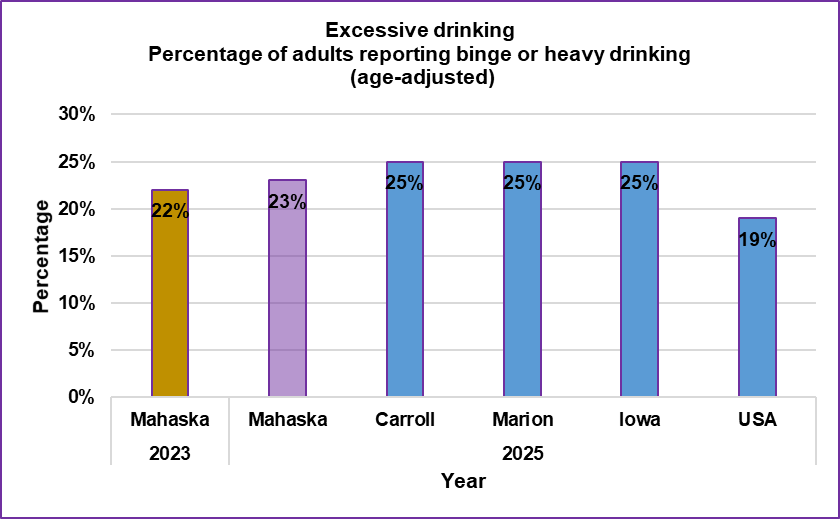 Excessive drinking
Percentage of adults reporting binge or heavy drinking
(age-adjusted)
Percentage
30%
25%
20%
15%
10%
5%
0%
22%
23%
25%
25%
25%
19%
Mahaska Mahaska Carroll Marion Iowa USA
2023 2025
Year